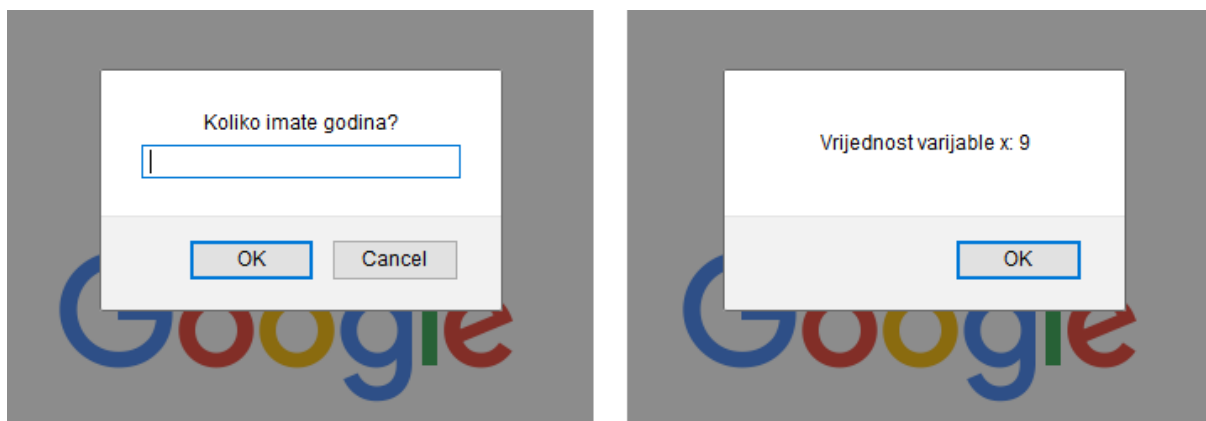 Koliko imate godina?
OK
Cancel
Google
Vrijednost varijable x: 9
OK
Google